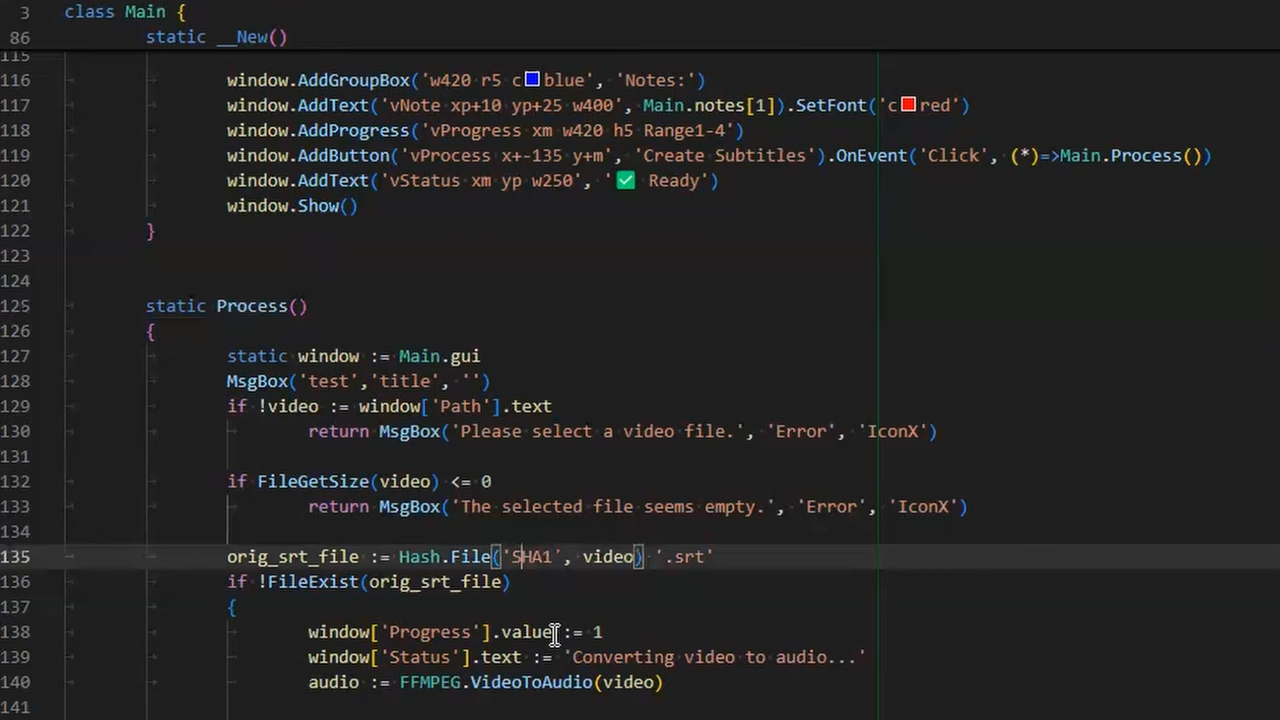 3 class Main {
86 static __New()
115
116 window.AddGroupBox('w420 r5 cblue', 'Notes:')
117 window.AddText('vNote xp+10 yp+25 w400', Main.notes[1]).SetFont('cred')
118 window.AddProgress('vProgress xm w420 h5 Range1-4')
119 window.AddButton('vProcess x+-135 y+m', 'Create Subtitles').OnEvent('Click', (*)=>Main.Process())
120 window.AddText('vStatus xm yp w250', '✅ Ready')
121 window.Show()
122 }
123
124
125 static Process()
126 {
127 static window := Main.gui
128 MsgBox('test','title', '')
129 if !video := window['Path'].text
130 return MsgBox('Please select a video file.', 'Error', 'IconX')
131
132 if FileGetSize(video) <= 0
133 return MsgBox('The selected file seems empty.', 'Error', 'IconX')
134
135 orig_srt_file := Hash.File('SHA1', video) '.srt'
136 if !FileExist(orig_srt_file)
137 {
138 window['Progress'].value := 1
139 window['Status'].text := 'Converting video to audio...'
140 audio := FFMPEG.VideoToAudio(video)
141